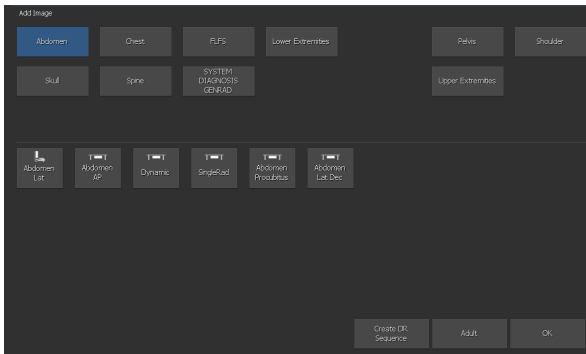 Add Image
Abdomen
Chest
FLFS
Lower Extremities
Pelvis
Shoulder
Skull
Spine
SYSTEM
DIAGNOSIS
GENRAD
Upper Extremities
Abdomen
Lat
Abdomen
AP
Dynamic
SingleRad
Abdomen
Procubitus
Abdomen
Lat Dec
Create DR
Sequence
Adult
OK